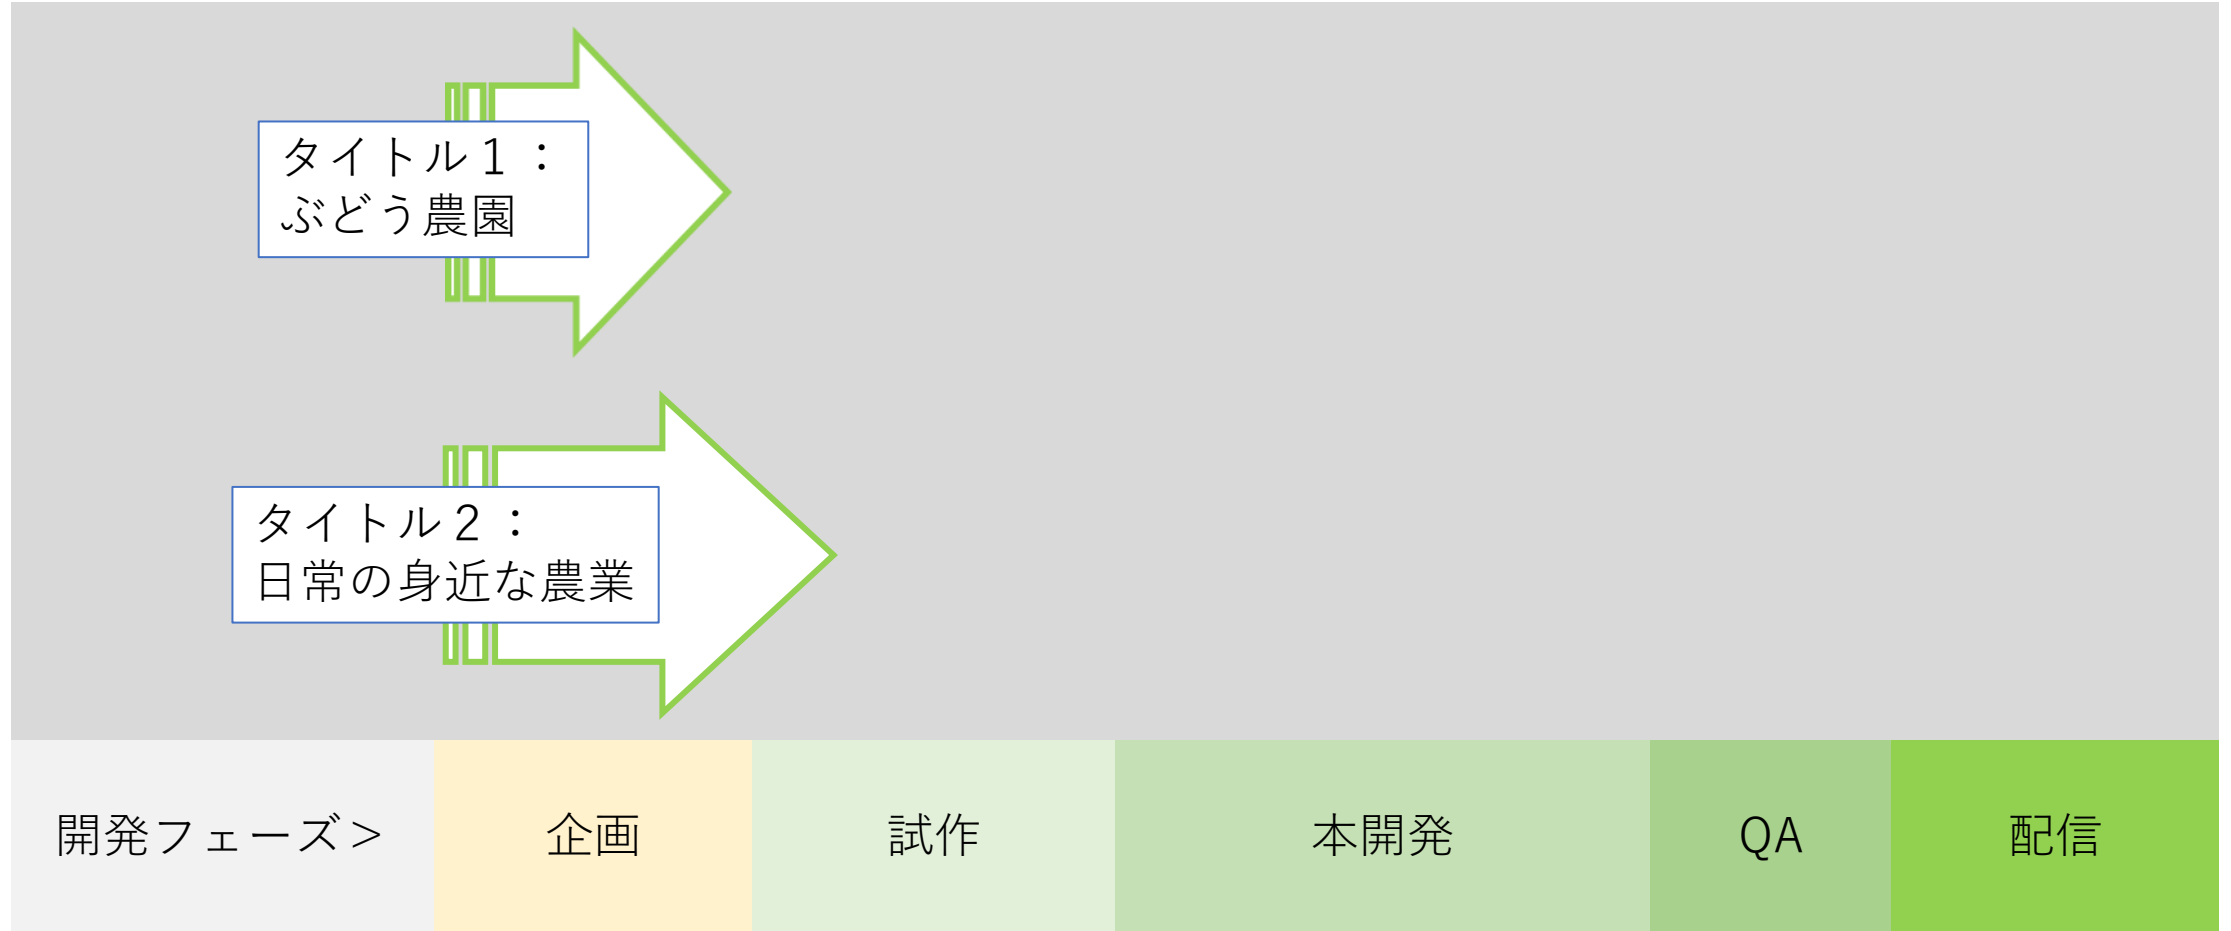 タイトル１：
ぶどう農園
タイトル２：
日常の身近な農業
開発フェーズ＞
企画
試作
本開発
QA
配信